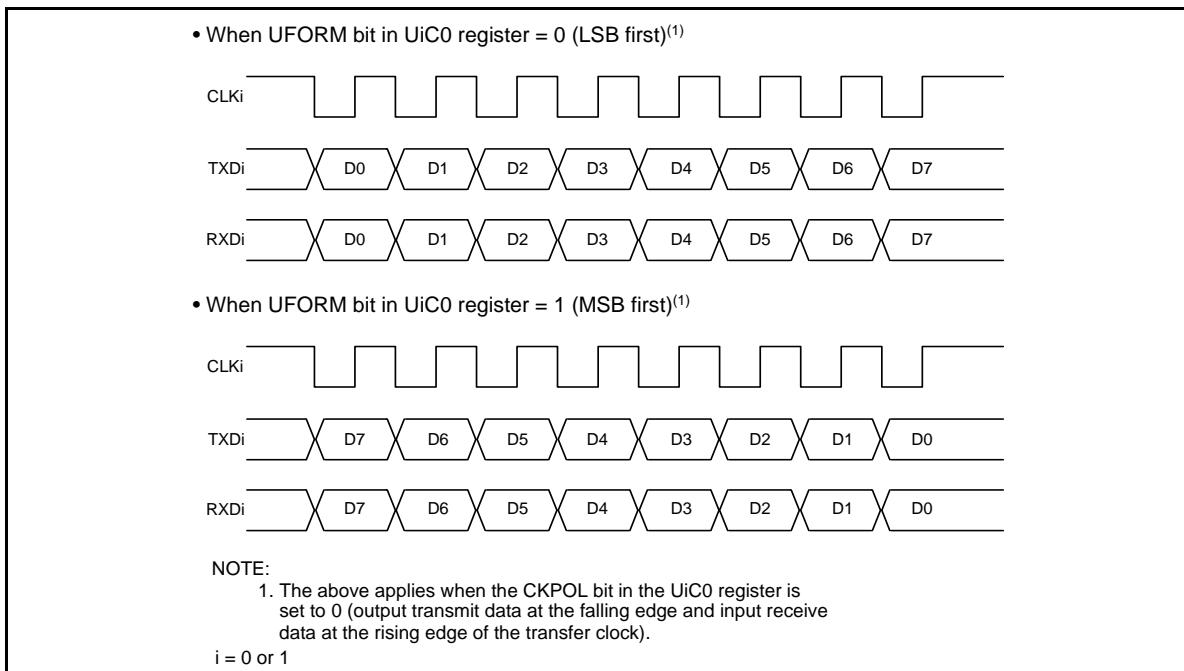 • When UFORM bit in UiC0 register = 0 (LSB first)(1)
CLKi
TXDi D0 D1 D2 D3 D4 D5 D6 D7
RXDi D0 D1 D2 D3 D4 D5 D6 D7
• When UFORM bit in UiC0 register = 1 (MSB first)(1)
CLKi
TXDi D7 D6 D5 D4 D3 D2 D1 D0
RXDi D7 D6 D5 D4 D3 D2 D1 D0
NOTE:
1. The above applies when the CKPOL bit in the UiC0 register is
set to 0 (output transmit data at the falling edge and input receive
data at the rising edge of the transfer clock).
i = 0 or 1